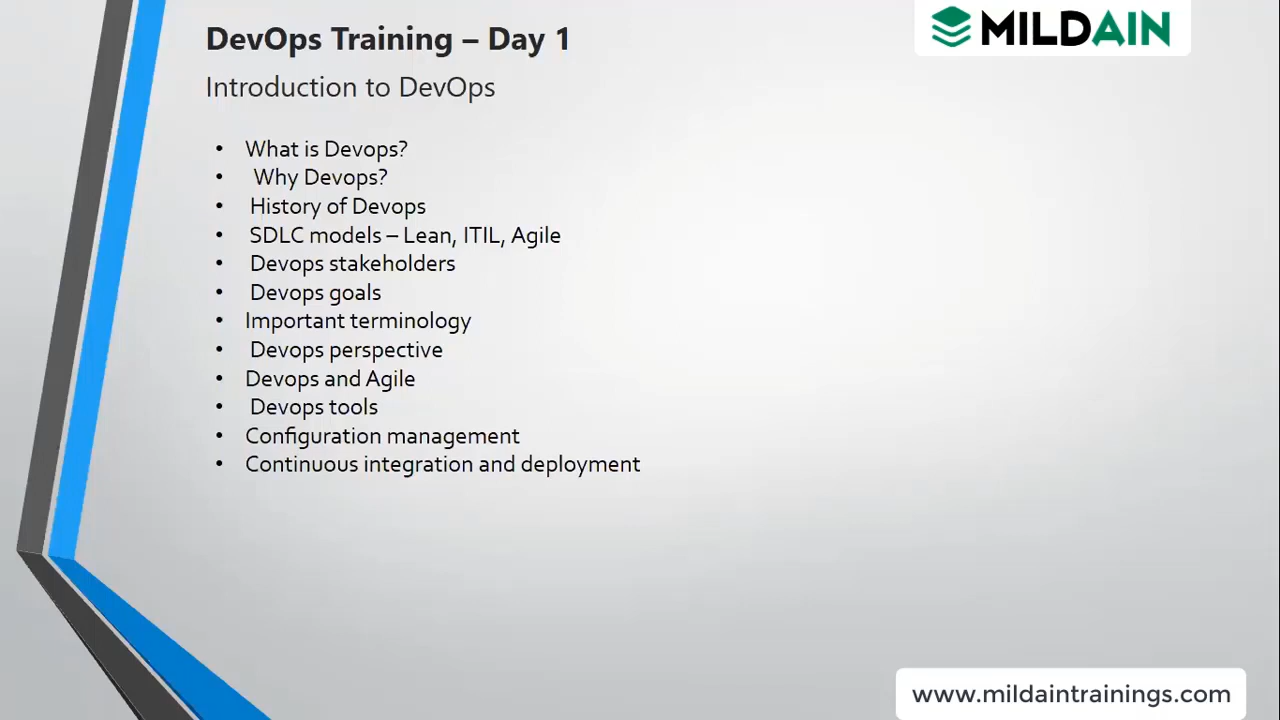 DevOps Training – Day 1
MILDAIN
Introduction to DevOps
• What is Devops?
• Why Devops?
• History of Devops
• SDLC models – Lean, ITIL, Agile
• Devops stakeholders
• Devops goals
• Important terminology
• Devops perspective
• Devops and Agile
• Devops tools
• Configuration management
• Continuous integration and deployment
www.mildaintrainings.com